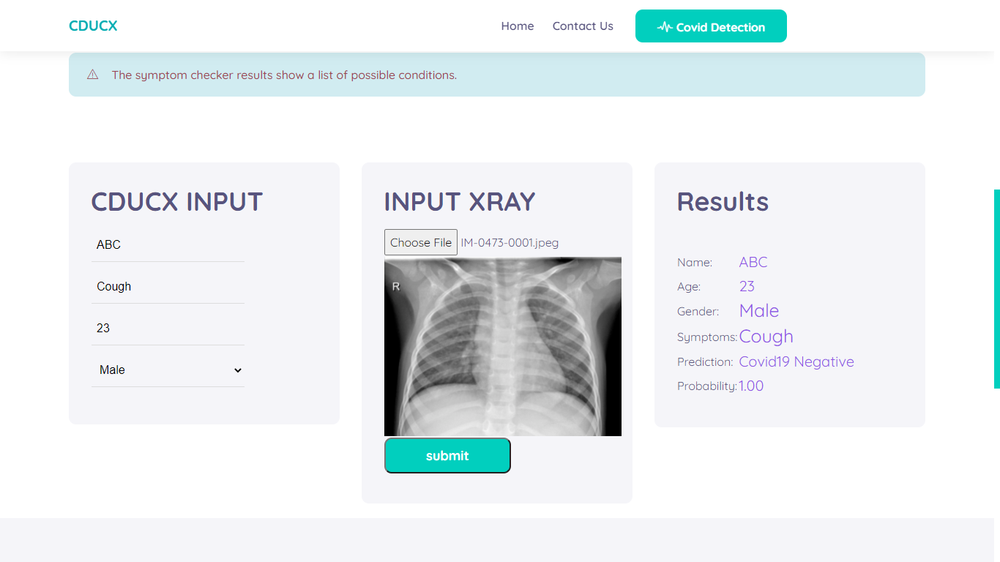 CDUCX
Home Contact Us Covid Detection
The symptom checker results show a list of possible conditions.
CDUCX INPUT
ABC
Cough
23
Male
INPUT XRAY
Choose File IM-0473-0001.jpeg
R
submit
Results
Name: ABC
Age: 23
Gender: Male
Symptoms: Cough
Prediction: Covid19 Negative
Probability: 1.00